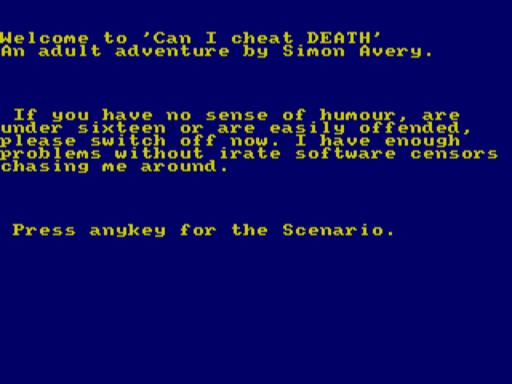 Welcome to 'Can I cheat DEATH'
An adult adventure by Simon Avery.
If you have no sense of humour, are
under sixteen or are easily offended,
please switch off now. I have enough
problems without irate software censors
chasing me around.
Press anykey for the Scenario.